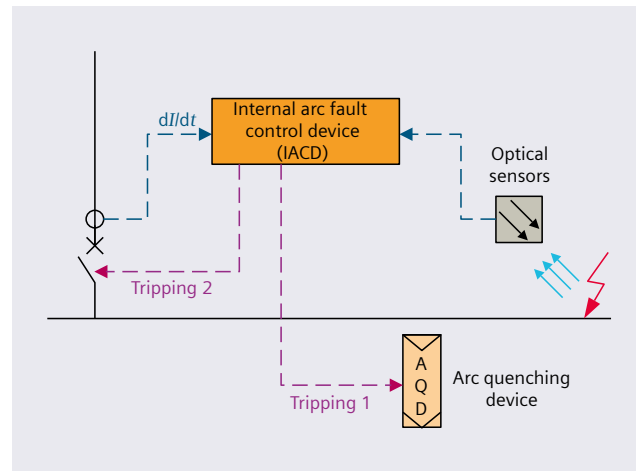 dI/dt
Internal arc fault
control device
(IACD)
Optical
sensors
Tripping 2
A
Q
D
Arc quenching
device
Tripping 1